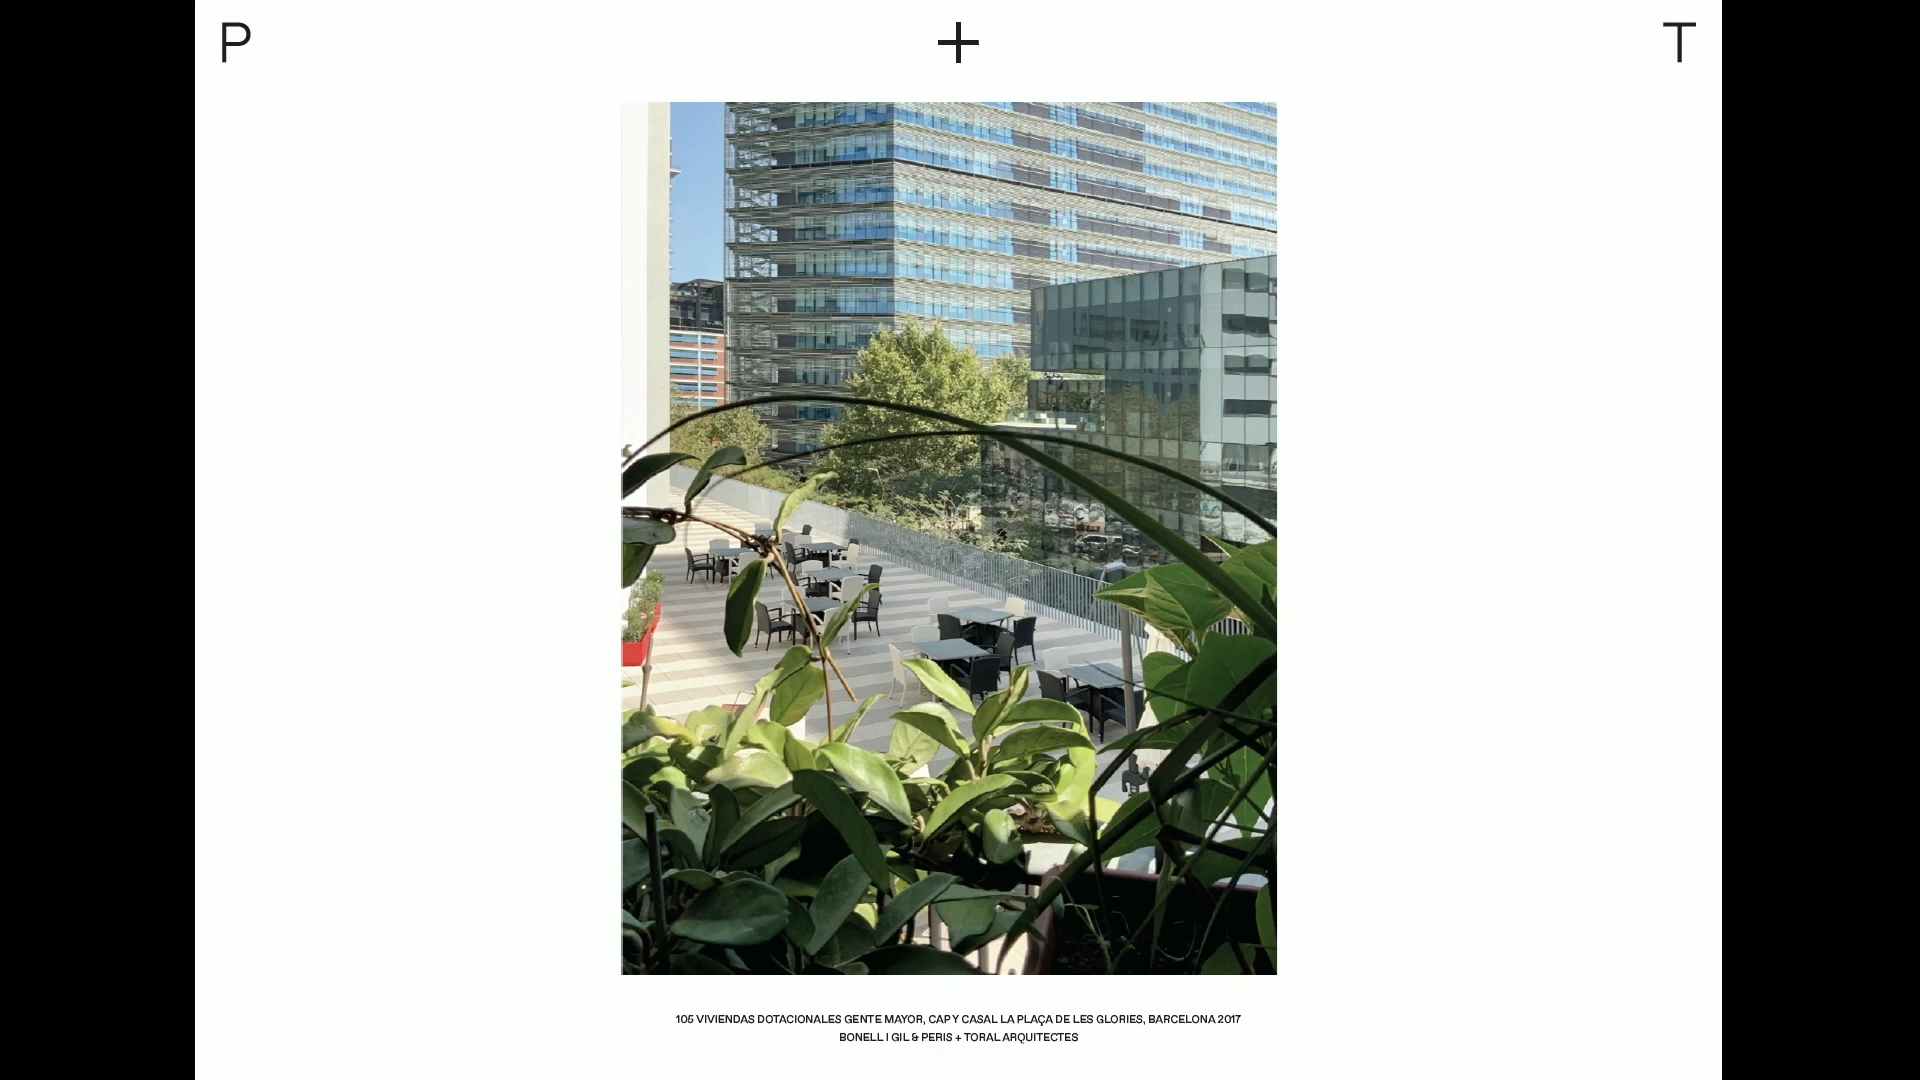 P + T
105 VIVIENDAS DOTACIONALES GENTE MAYOR, CAP Y CASAL LA PLAÇA DE LES GLORIES, BARCELONA 2017
BONELL I GIL & PERIS + TORAL ARQUITECTES